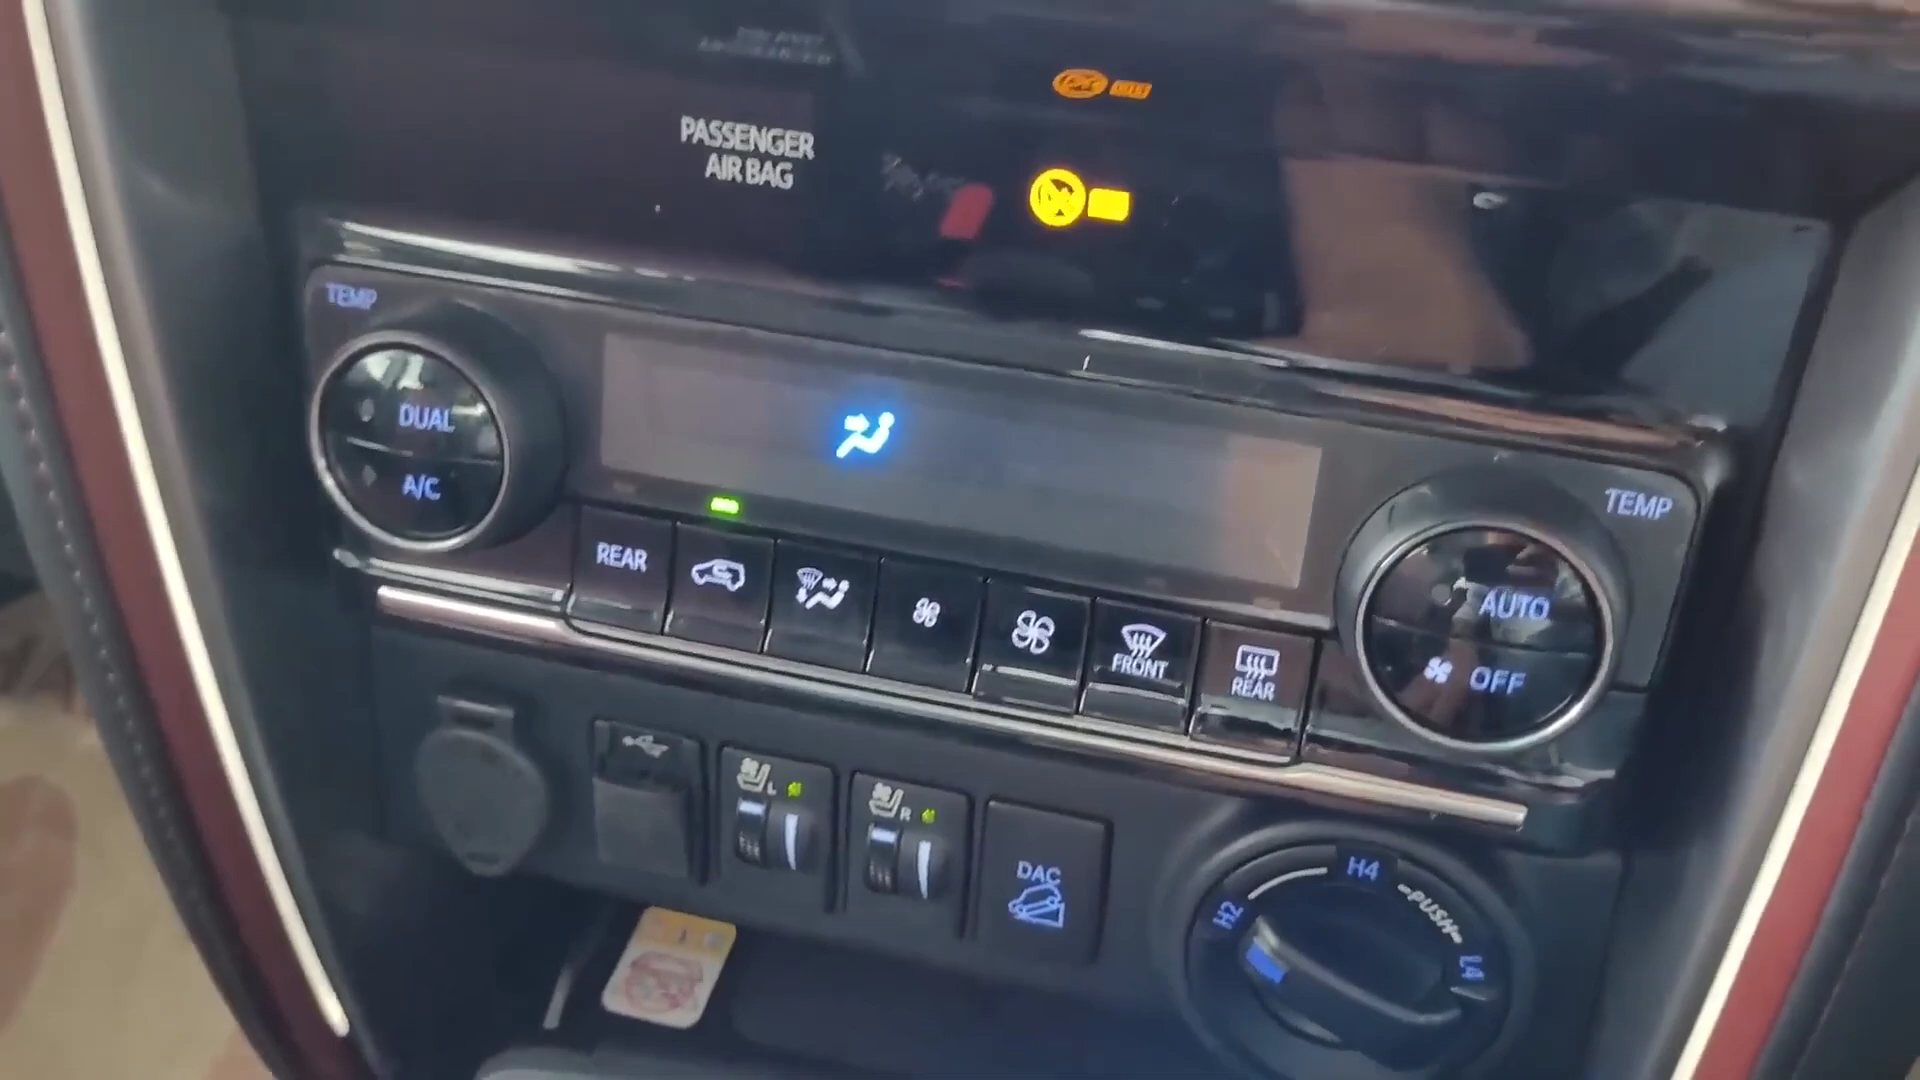 PASSENGER
AIR BAG
TEMP
DUAL
A/C
TEMP
AUTO
OFF
REAR
FRONT
REAR
L
R
DAC
H2
H4
PUSH
L4